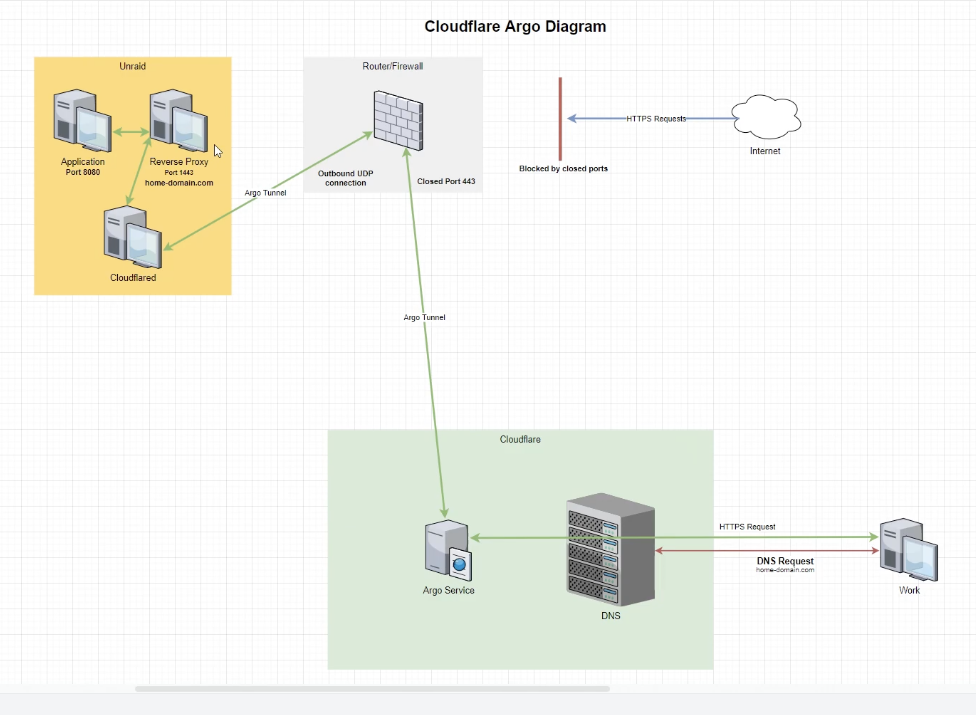 Cloudflare Argo Diagram
Unraid
Application
Port 8080
Reverse Proxy
Port 1443
home-domain.com
Cloudflared
Argo Tunnel
Router/Firewall
Outbound UDP
connection
Closed Port 443
HTTPS Requests
Blocked by closed ports
Internet
Argo Tunnel
Cloudflare
Argo Service
DNS
HTTPS Request
DNS Request
home-domain.com
Work